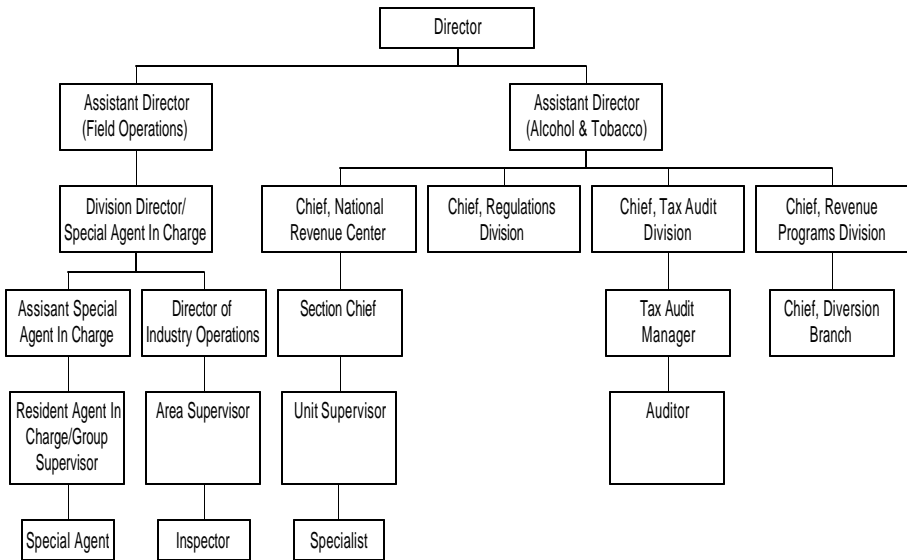 Director
Assistant Director
(Field Operations)
Assistant Director
(Alcohol & Tobacco)
Division Director/
Special Agent In Charge
Chief, National
Revenue Center
Chief, Regulations
Division
Chief, Tax Audit
Division
Chief, Revenue
Programs Division
Assisant Special
Agent In Charge
Director of
Industry Operations
Section Chief
Tax Audit
Manager
Chief, Diversion
Branch
Resident Agent In
Charge/Group
Supervisor
Area Supervisor
Unit Supervisor
Auditor
Special Agent
Inspector
Specialist